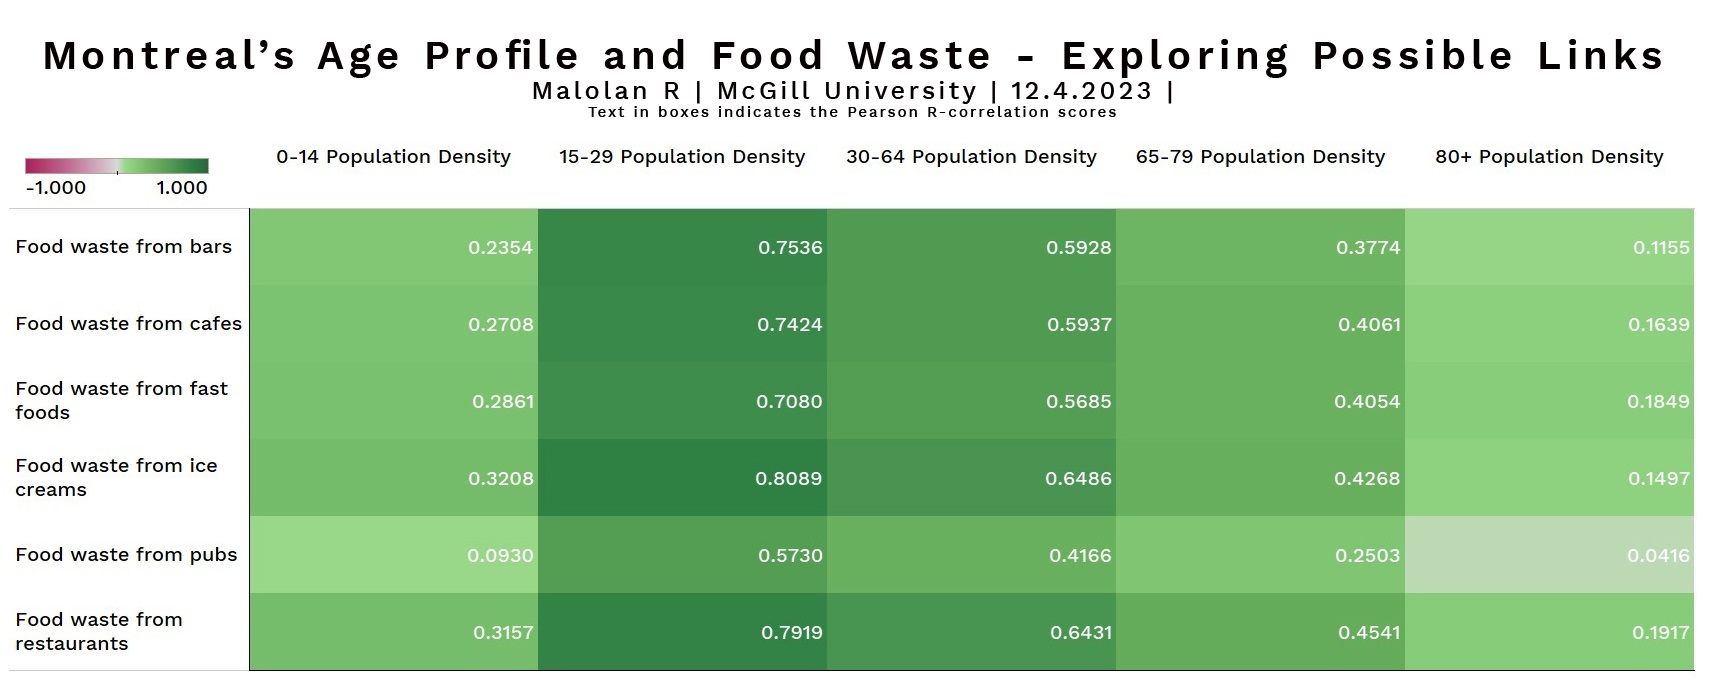 Montreal’s Age Profile and Food Waste - Exploring Possible Links
Malolan R | McGill University | 12.4.2023 |
Text in boxes indicates the Pearson R-correlation scores
-1.000 1.000
0-14 Population Density 15-29 Population Density 30-64 Population Density 65-79 Population Density 80+ Population Density
Food waste from bars 0.2354 0.7536 0.5928 0.3774 0.1155
Food waste from cafes 0.2708 0.7424 0.5937 0.4061 0.1639
Food waste from fast
foods 0.2861 0.7080 0.5685 0.4054 0.1849
Food waste from ice
creams 0.3208 0.8089 0.6486 0.4268 0.1497
Food waste from pubs 0.0930 0.5730 0.4166 0.2503 0.0416
Food waste from
restaurants 0.3157 0.7919 0.6431 0.4541 0.1917